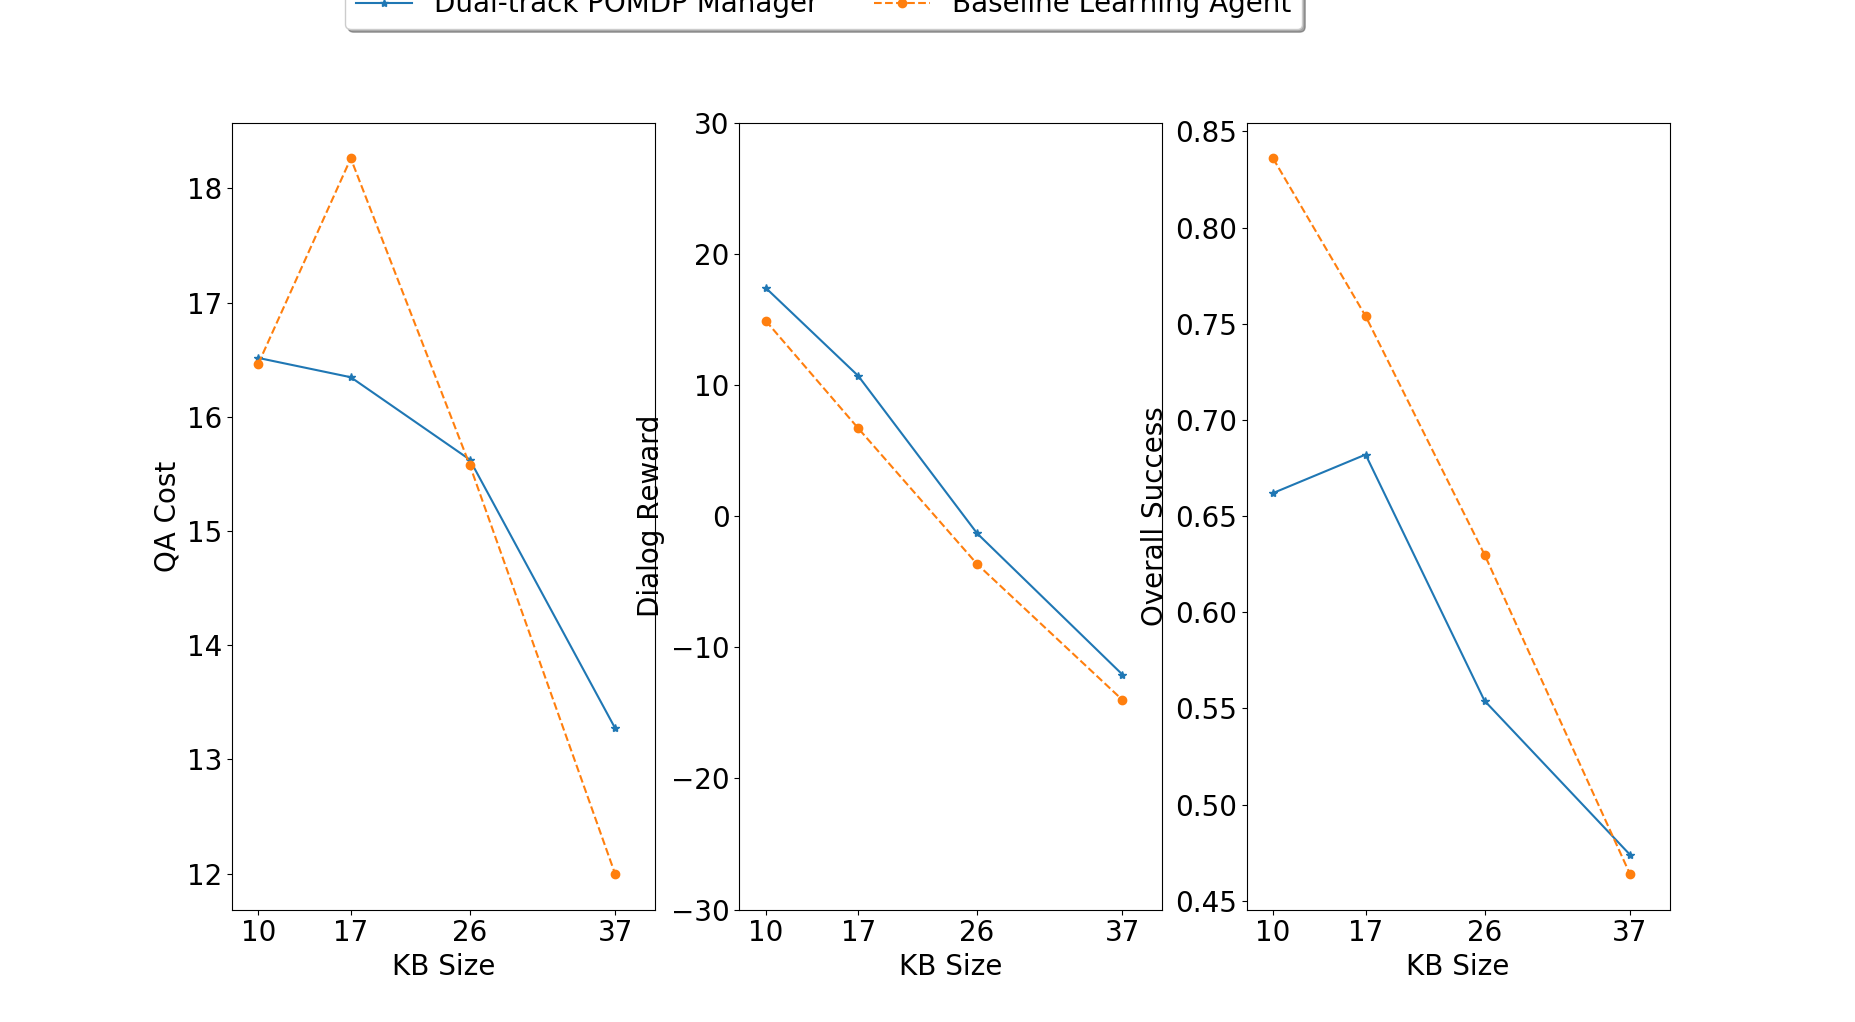 Dual-track POMDP Manager Baseline Learning Agent
QA Cost
18
17
16
15
14
13
12
10 17 26 37
KB Size
Dialog Reward
30
20
10
0
−10
−20
−30
10 17 26 37
KB Size
Overall Success
0.85
0.80
0.75
0.70
0.65
0.60
0.55
0.50
0.45
10 17 26 37
KB Size